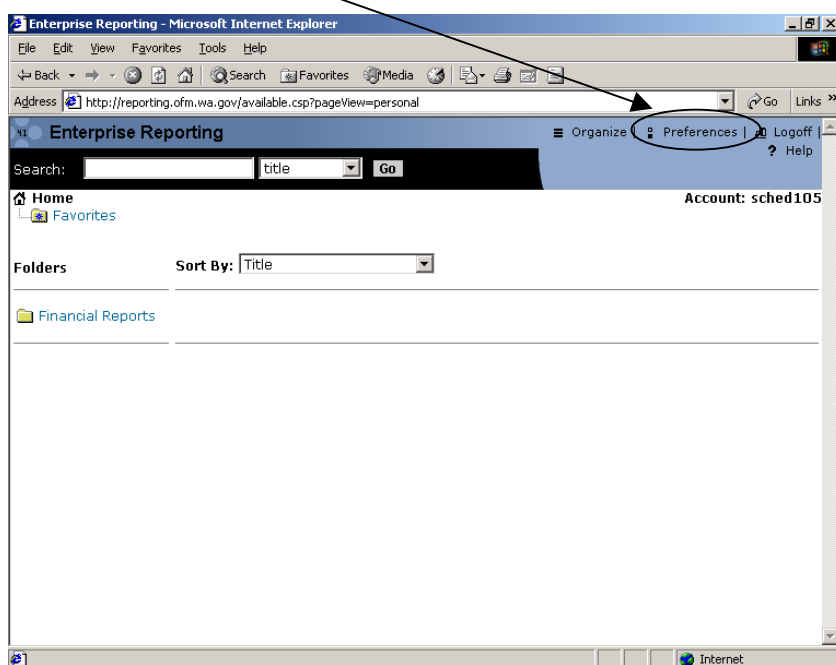 Enterprise Reporting - Microsoft Internet Explorer
File Edit View Favorites Tools Help
Back Search Favorites Media
Address http://reporting.ofm.wa.gov/available.csp?pageView=personal Go Links »
Enterprise Reporting Organize | Preferences | Logoff |
? Help
Search: title Go
Home Account: sched105
Favorites
Folders Sort By: Title
Financial Reports
Internet